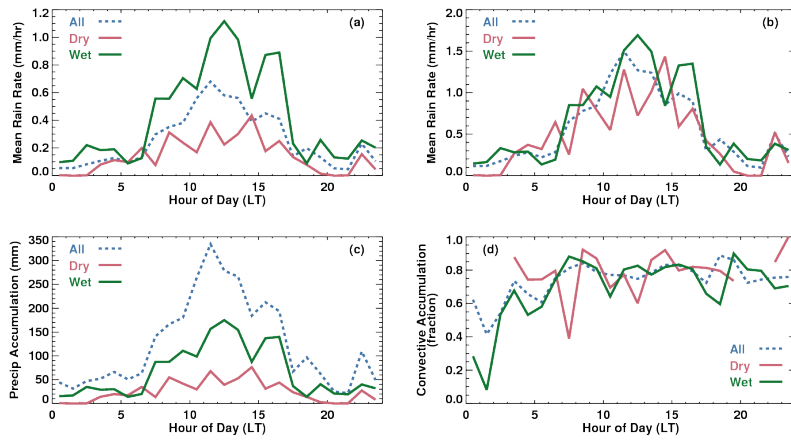 Mean Rain Rate (mm/hr)
1.2
1.0
0.8
0.6
0.4
0.2
0.0
All
Dry
Wet
(a)
0
5
10
15
20
Hour of Day (LT)
Mean Rain Rate (mm/hr)
2.0
1.5
1.0
0.5
0.0
All
Dry
Wet
(b)
0
5
10
15
20
Hour of Day (LT)
Precip Accumulation (mm)
350
300
250
200
150
100
50
0
All
Dry
Wet
(c)
0
5
10
15
20
Hour of Day (LT)
Convective Accumulation
(fraction)
1.0
0.8
0.6
0.4
0.2
0.0
(d)
All
Dry
Wet
0
5
10
15
20
Hour of Day (LT)